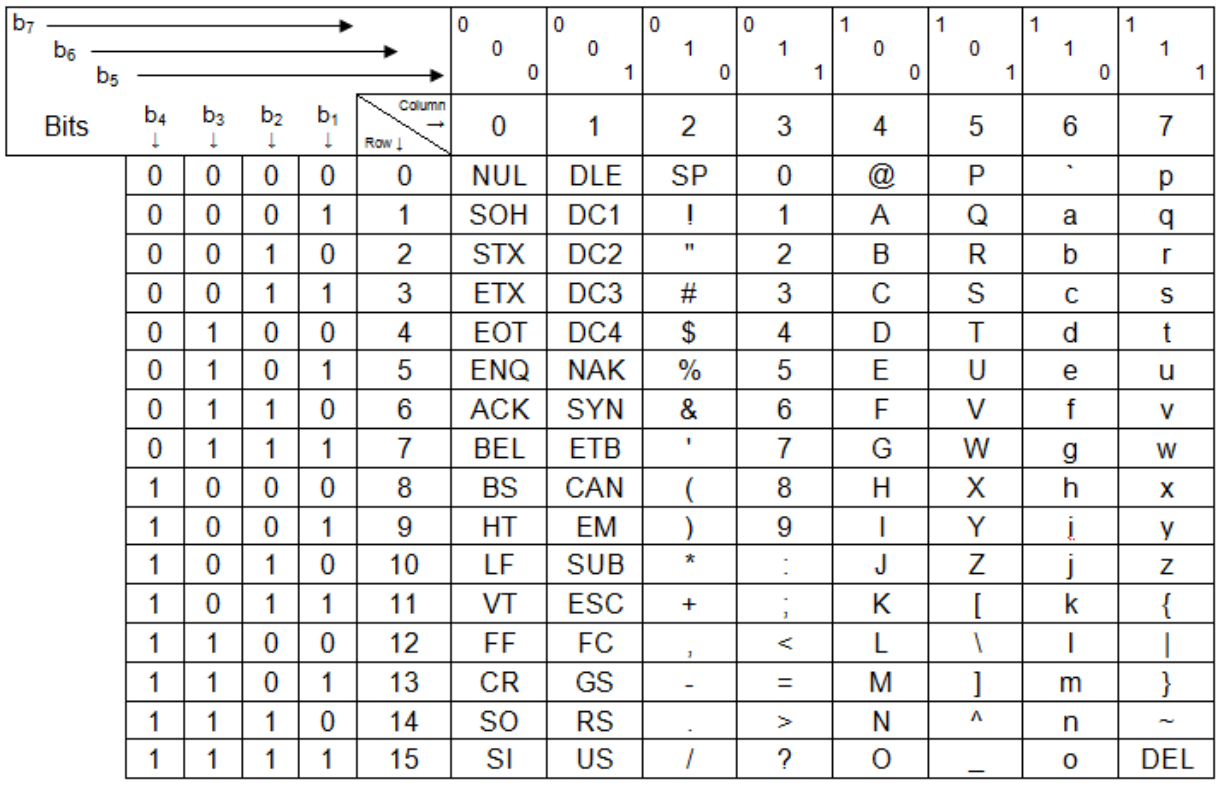 b7 0 0 0 0 1 1 1 1
b6 0 0 1 1 0 0 1 1
b5 0 1 0 1 0 1 0 1
Bits b4 ↓ b3 ↓ b2 ↓ b1 ↓ Column → Row ↓ 0 1 2 3 4 5 6 7
0 0 0 0 0 NUL DLE SP 0 @ P ` p
0 0 0 1 1 SOH DC1 ! 1 A Q a q
0 0 1 0 2 STX DC2 " 2 B R b r
0 0 1 1 3 ETX DC3 # 3 C S c s
0 1 0 0 4 EOT DC4 $ 4 D T d t
0 1 0 1 5 ENQ NAK % 5 E U e u
0 1 1 0 6 ACK SYN & 6 F V f v
0 1 1 1 7 BEL ETB ' 7 G W g w
1 0 0 0 8 BS CAN ( 8 H X h x
1 0 0 1 9 HT EM ) 9 I Y i y
1 0 1 0 10 LF SUB * : J Z j z
1 0 1 1 11 VT ESC + ; K [ k {
1 1 0 0 12 FF FC , < L \ l |
1 1 0 1 13 CR GS - = M ] m }
1 1 1 0 14 SO RS . > N ^ n ~
1 1 1 1 15 SI US / ? O _ o DEL